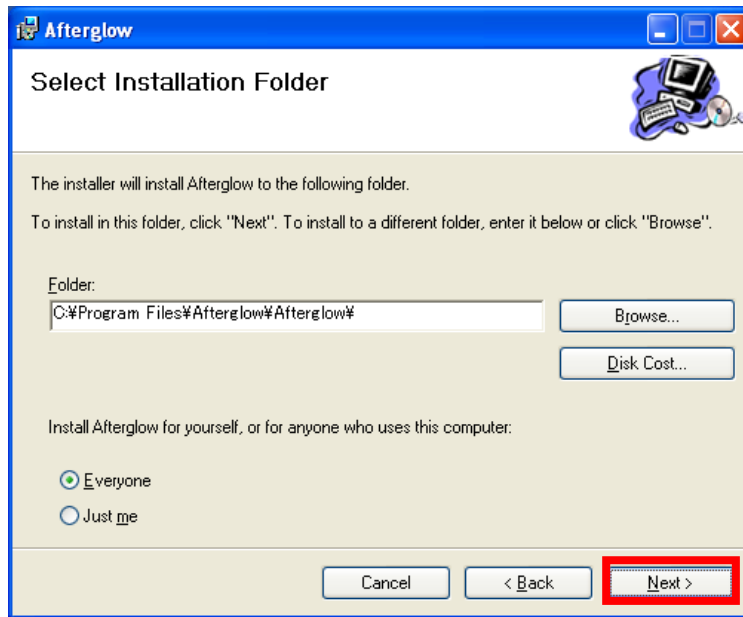 Afterglow
Select Installation Folder
The installer will install Afterglow to the following folder.
To install in this folder, click "Next". To install to a different folder, enter it below or click "Browse".
Folder:
C:¥Program Files¥Afterglow¥Afterglow¥
Browse...
Disk Cost...
Install Afterglow for yourself, or for anyone who uses this computer:
Everyone
Just me
Cancel
< Back
Next >